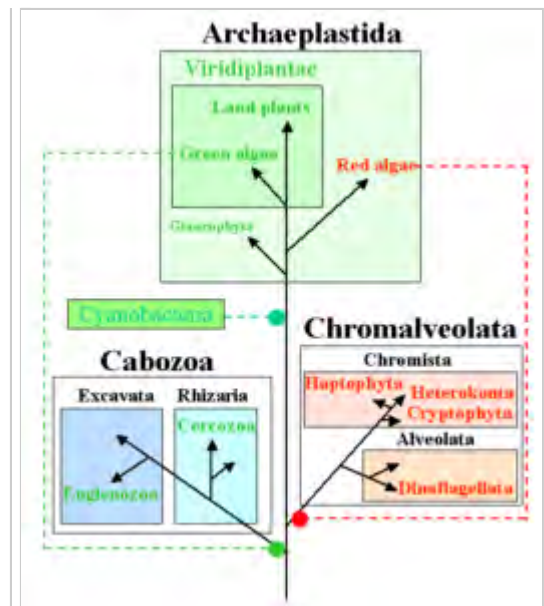 Archaeplastida
Viridiplantae
Land plants
Green algae
Red algae
Glaucophyta
Cyanobacteria
Chromalveolata
Cabozoa
Chromista
Haptophyta
Heterokonta
Cryptophyta
Excavata
Rhizaria
Cercozoa
Alveolata
Euglenozoa
Dinoflagellata